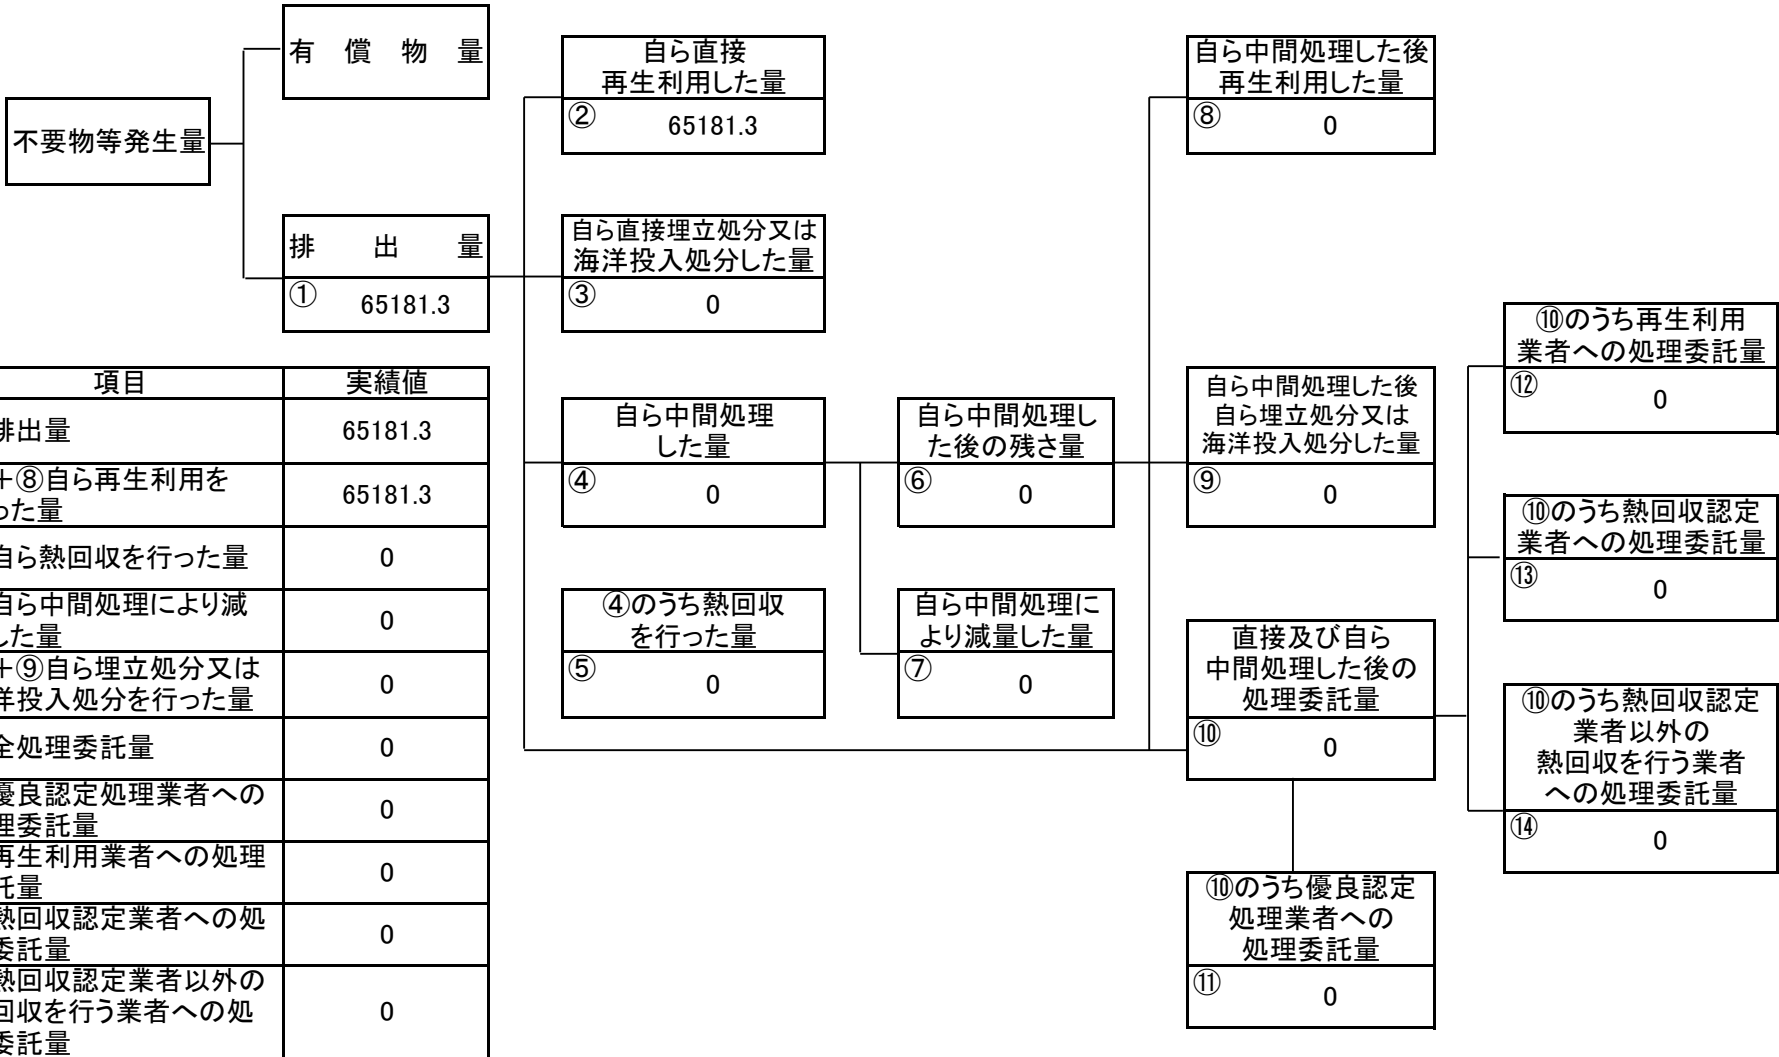 有償物量
不要物等発生量
排出量
① 65181.3
自ら直接
再生利用した量
② 65181.3
自ら直接埋立処分又は
海洋投入処分した量
③ 0
自ら中間処理
した量
④ 0
④のうち熱回収
を行った量
⑤ 0
自ら中間処理し
た後の残さ量
⑥ 0
自ら中間処理に
より減量した量
⑦ 0
自ら中間処理した後
再生利用した量
⑧ 0
自ら中間処理した後
自ら埋立処分又は
海洋投入処分した量
⑨ 0
直接及び自ら
中間処理した後の
処理委託量
⑩ 0
⑩のうち優良認定
処理業者への
処理委託量
⑪ 0
⑩のうち再生利用
業者への処理委託量
⑫ 0
⑩のうち熱回収認定
業者への処理委託量
⑬ 0
⑩のうち熱回収認定
業者以外の
熱回収を行う業者
への処理委託量
⑭ 0
項目 実績値
排出量 65181.3
+⑧自ら再生利用を
った量 65181.3
自ら熱回収を行った量 0
自ら中間処理により減
した量 0
+⑨自ら埋立処分又は
洋投入処分を行った量 0
全処理委託量 0
優良認定処理業者への
理委託量 0
再生利用業者への処理
託量 0
熱回収認定業者への処
委託量 0
熱回収認定業者以外の
回収を行う業者への処
委託量 0